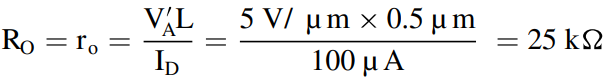 R_O = r_o = V′_A L / I_D = 5 V/ µm × 0.5 µm / 100 µA = 25 kΩ